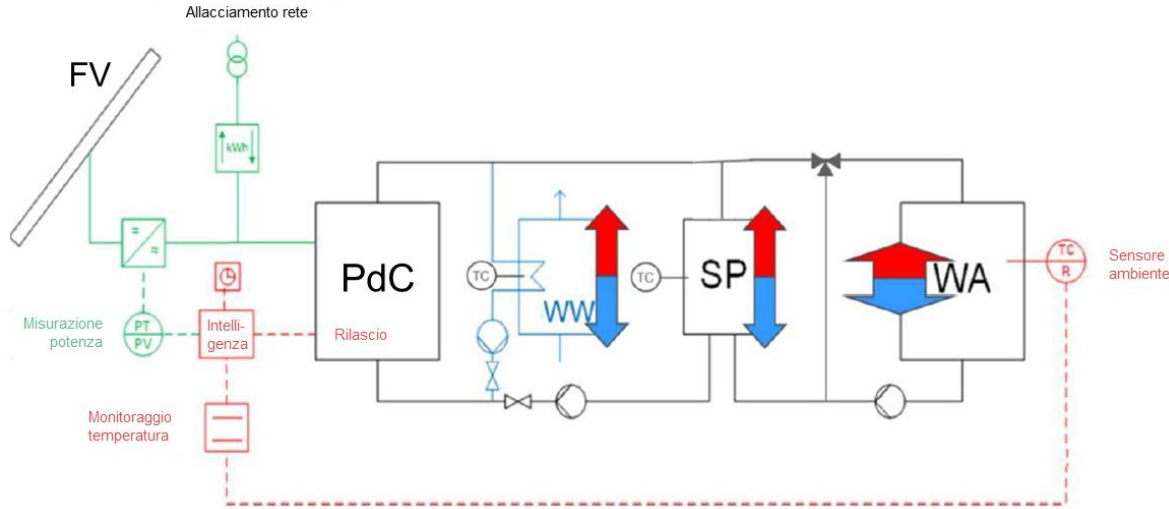 Allacciamento rete
FV
kWh
=
≈
PdC
TC
WW
TC
SP
WA
TC
R
Sensore
ambiente
Misurazione
potenza
PT
PV
Intelli-
genza
Rilascio
Monitoraggio
temperatura